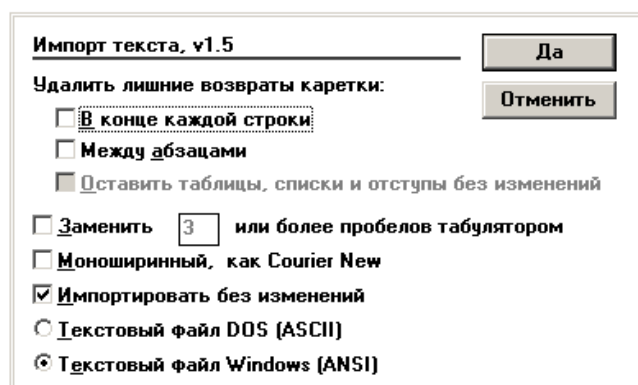 Импорт текста, v1.5
Да
Удалить лишние возвраты каретки:
Отменить
В конце каждой строки
Между абзацами
Оставить таблицы, списки и отступы без изменений
Заменить 3 или более пробелов табулятором
Моноширинный, как Courier New
Импортировать без изменений
Текстовый файл DOS (ASCII)
Текстовый файл Windows (ANSI)